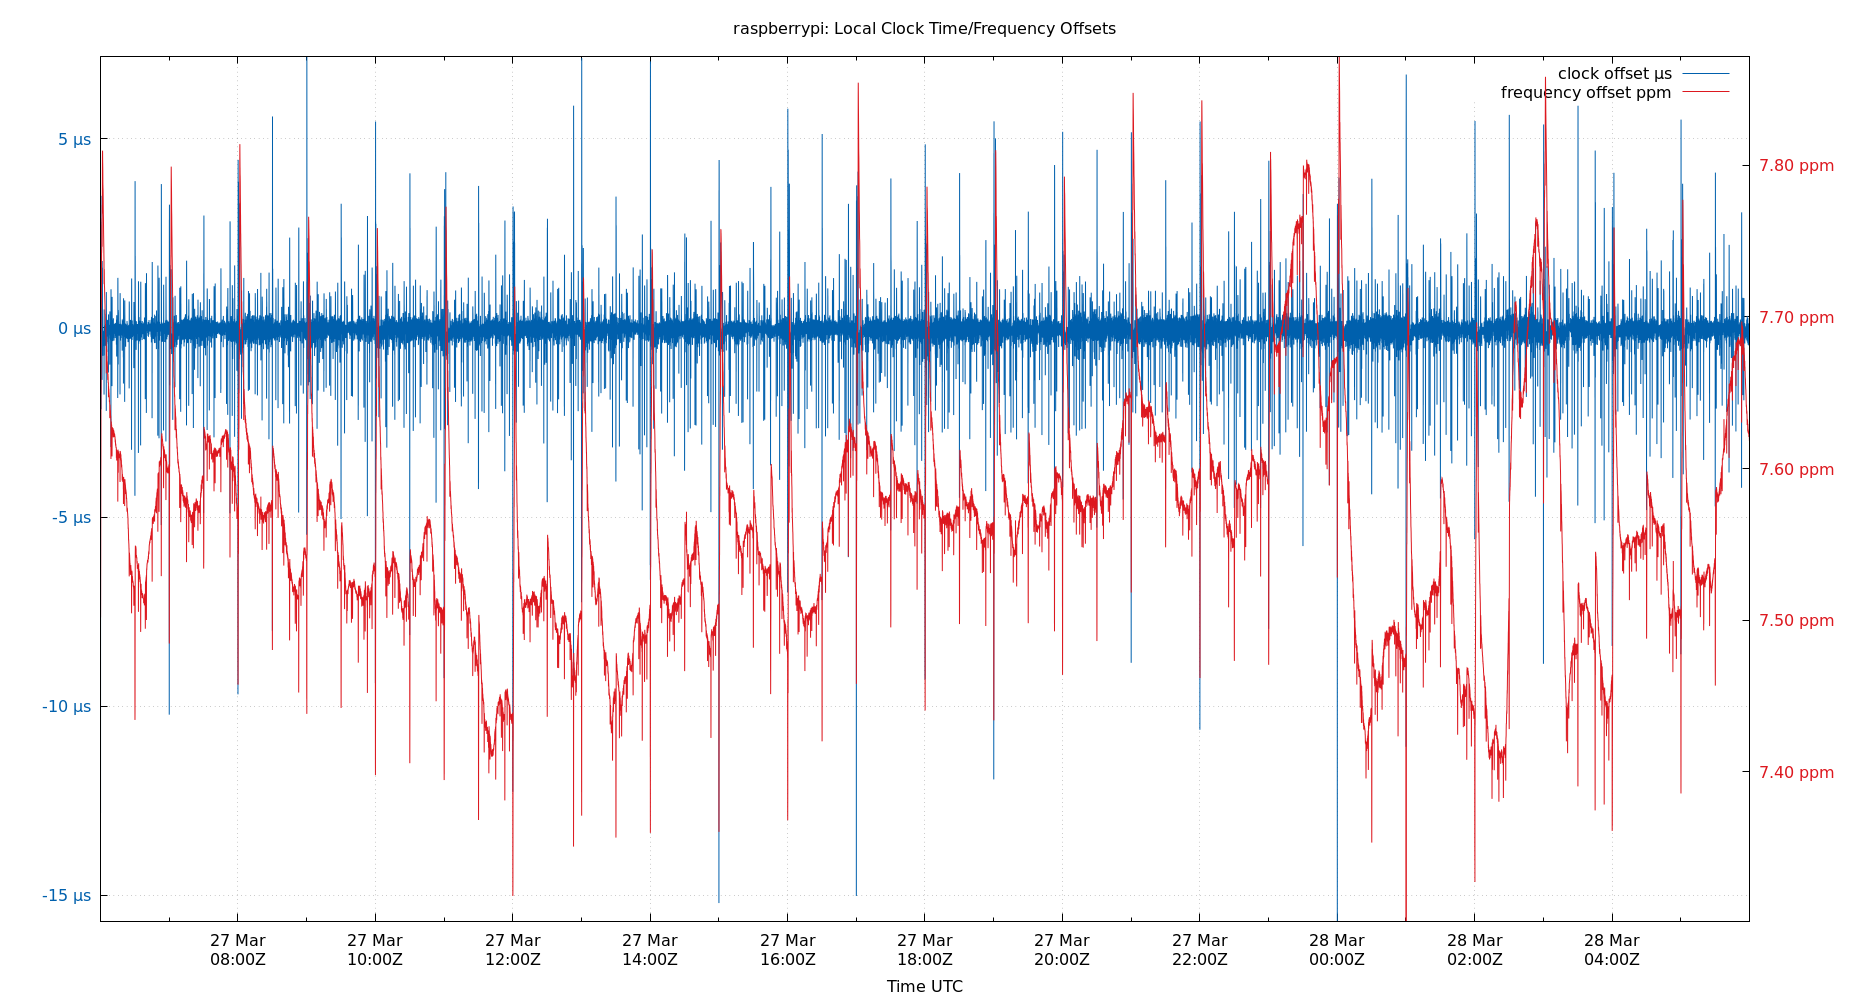 raspberrypi: Local Clock Time/Frequency Offsets
clock offset µs
frequency offset ppm
5 µs
0 µs
-5 µs
-10 µs
-15 µs
7.80 ppm
7.70 ppm
7.60 ppm
7.50 ppm
7.40 ppm
27 Mar
08:00Z
27 Mar
10:00Z
27 Mar
12:00Z
27 Mar
14:00Z
27 Mar
16:00Z
27 Mar
18:00Z
27 Mar
20:00Z
27 Mar
22:00Z
28 Mar
00:00Z
28 Mar
02:00Z
28 Mar
04:00Z
Time UTC